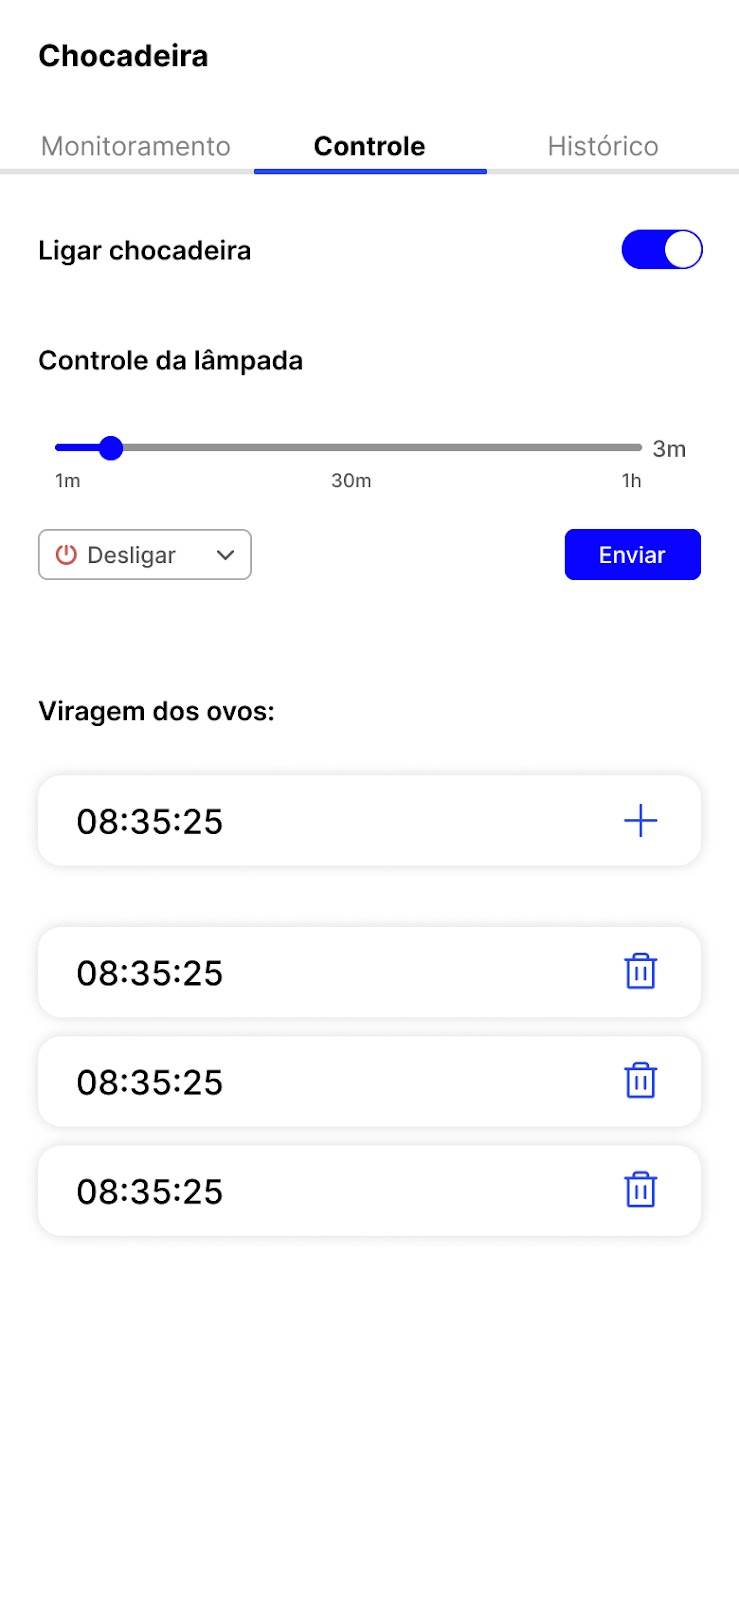 Chocadeira
Monitoramento Controle Histórico
Ligar chocadeira
Controle da lâmpada
3m
1m 30m 1h
Desligar Enviar
Viragem dos ovos:
08:35:25
08:35:25
08:35:25
08:35:25